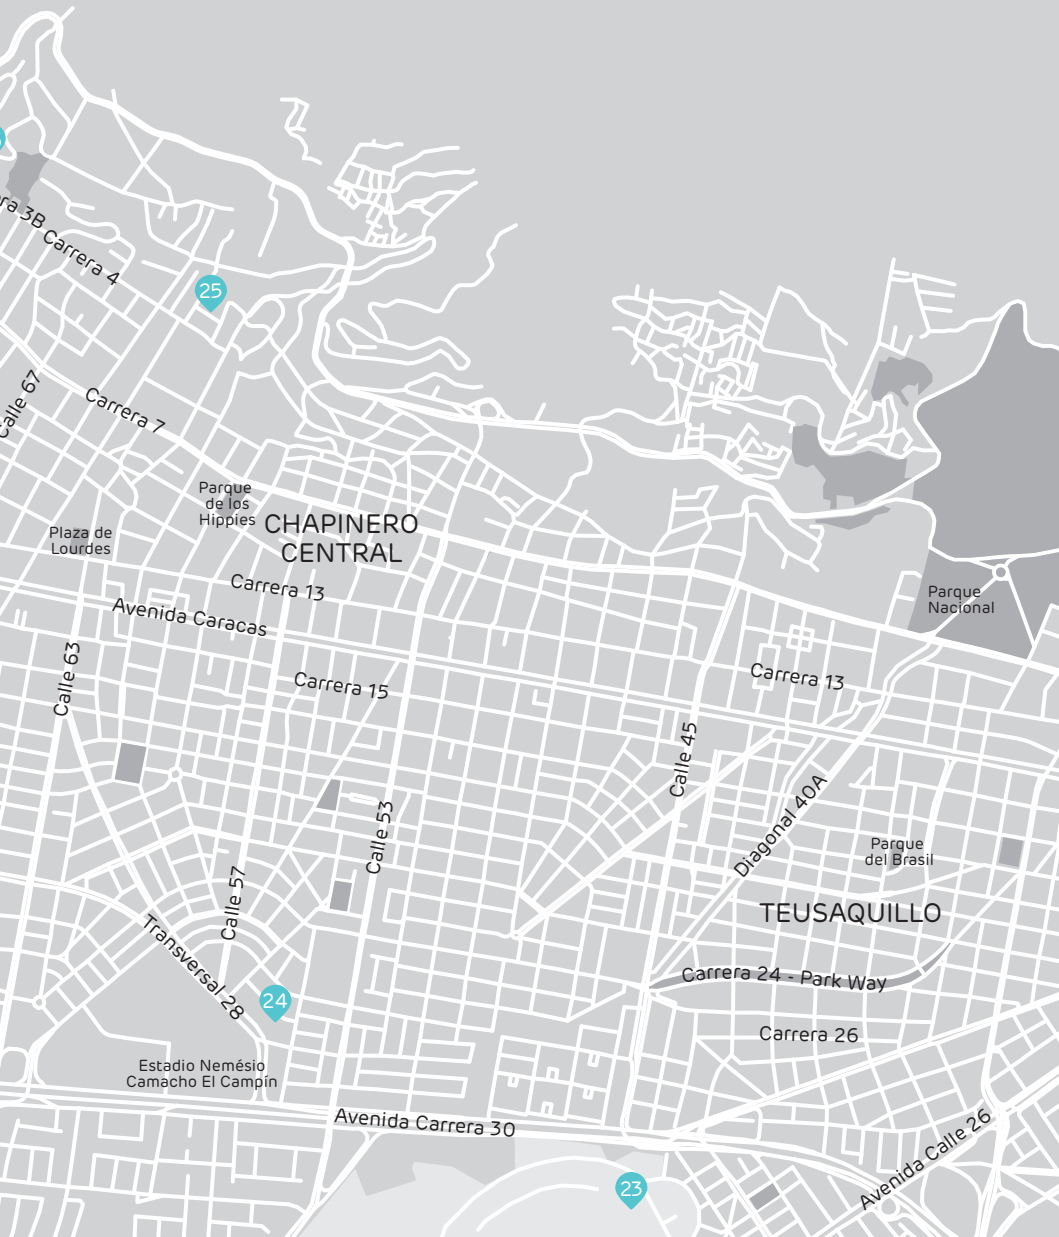 ra 3B
Carrera 4
25
Calle 67
Carrera 7
Parque
de los
Hippies
CHAPINERO
CENTRAL
Plaza de
Lourdes
Carrera 13
Avenida Caracas
Parque
Nacional
Calle 63
Carrera 15
Carrera 13
Calle 45
Diagonal 40A
Calle 53
Parque
del Brasil
Calle 57
TEUSAQUILLO
Transversal 28
Carrera 24 - Park Way
24
Carrera 26
Estadio Nemésio
Camacho El Campín
Avenida Carrera 30
Avenida Calle 26
23